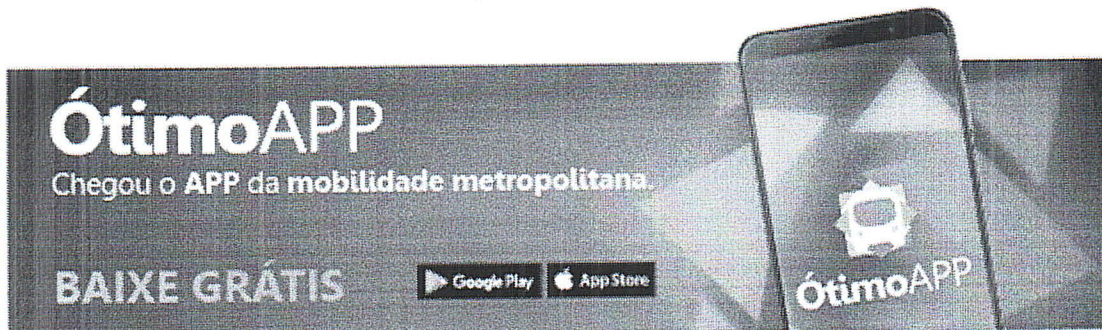 ÓtimoAPP
Chegou o APP da mobilidade metropolitana.
BAIXE GRÁTIS
Google Play
App Store
ÓtimoAPP